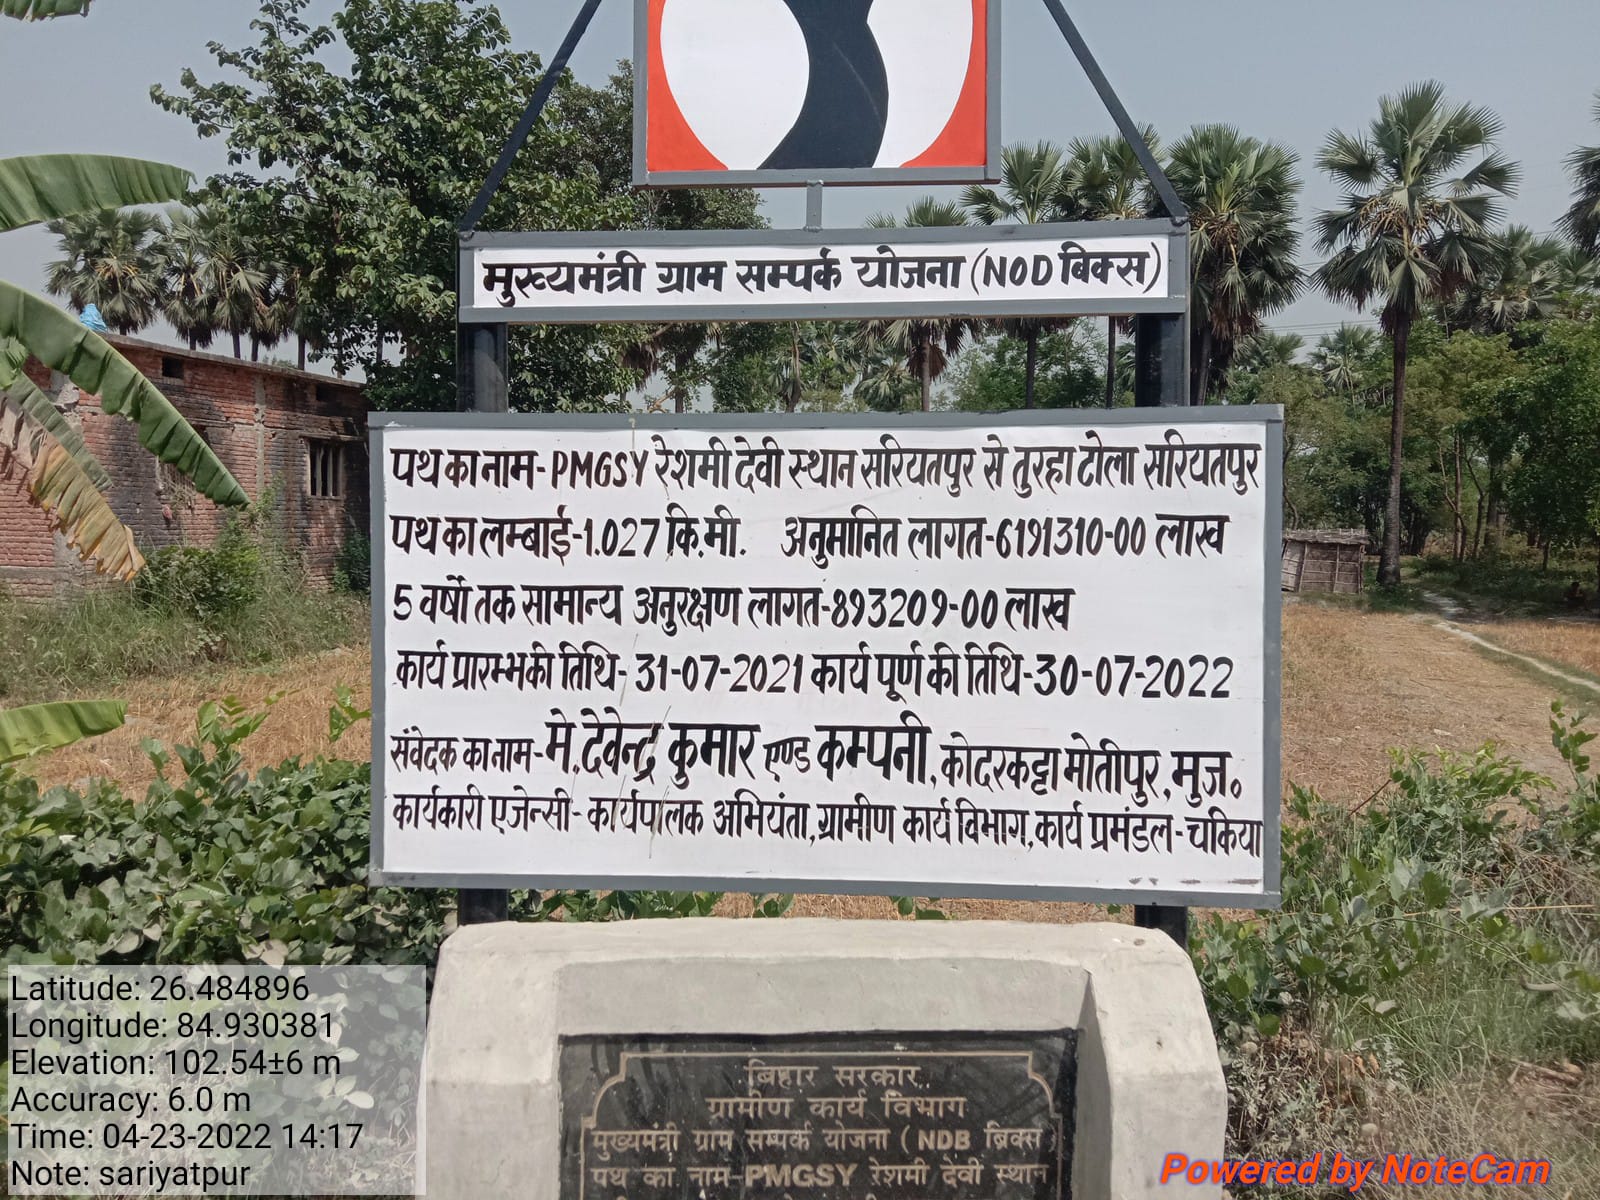 मुख्यमंत्री ग्राम सम्पर्क योजना (NOD बिक्स)
पथ का नाम-PMGSY रेशमी देवी स्थान सरियतपुर से तुरहा टोला सरियतपुर
पथ का लम्बाई-1.027 कि.मी. अनुमानित लागत-6191310-00 लाख
5 वर्षों तक सामान्य अनुरक्षण लागत-893209-00 लाख
कार्य प्रारम्भ की तिथि- 31-07-2021 कार्य पूर्ण की तिथि-30-07-2022
संवेदक का नाम-मे. देवेन्द्र कुमार एण्ड कम्पनी, कोदरकट्टा मोतीपुर, मुज॰
कार्यकारी एजेन्सी- कार्यपालक अभियंता, ग्रामीण कार्य विभाग, कार्य प्रमंडल-चकिया
बिहार सरकार
ग्रामीण कार्य विभाग
मुख्यमंत्री ग्राम सम्पर्क योजना ( NDB ब्रिक्स )
पथ का नाम-PMGSY रेशमी देवी स्थान
Latitude: 26.484896
Longitude: 84.930381
Elevation: 102.54±6 m
Accuracy: 6.0 m
Time: 04-23-2022 14:17
Note: sariyatpur
Powered by NoteCam